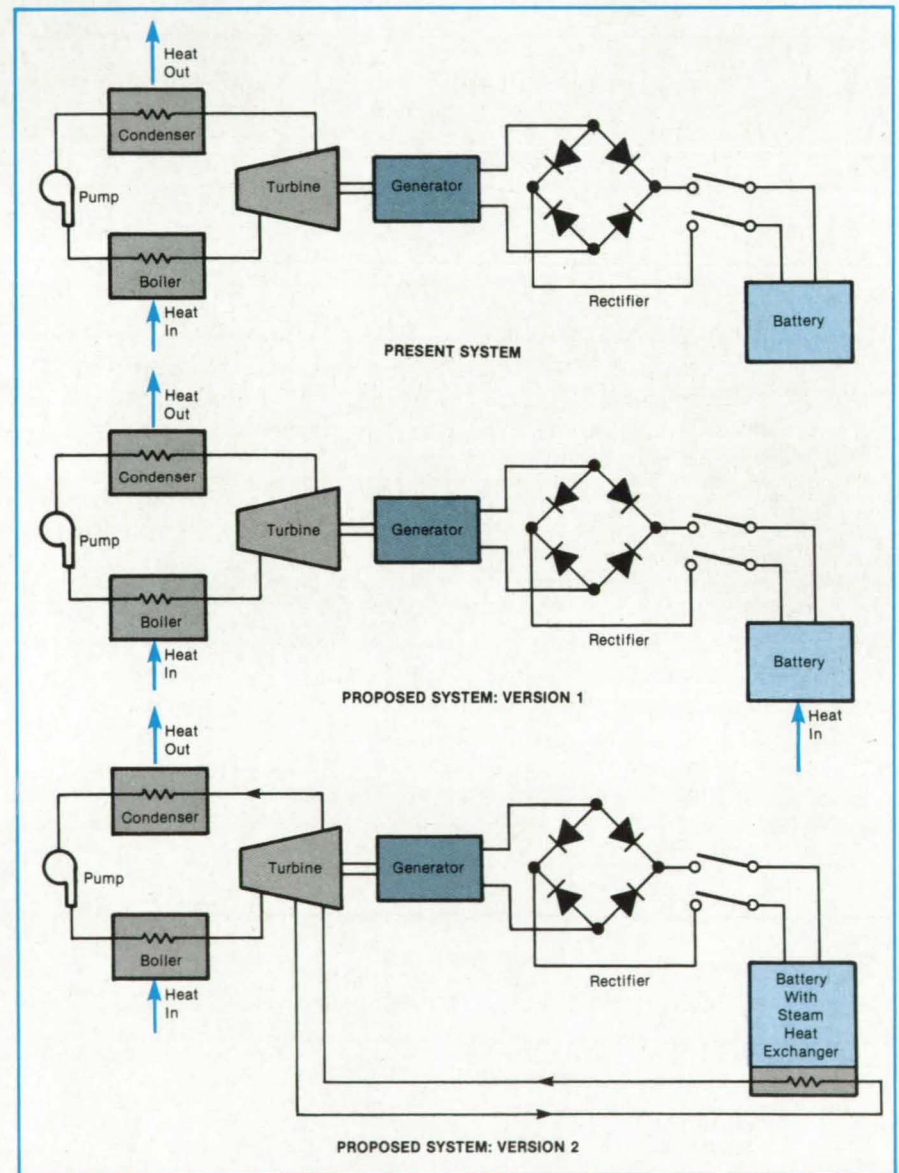 Heat
Out
Condenser
Pump
Turbine
Generator
Boiler
Heat
In
Rectifier
Battery
PRESENT SYSTEM
Heat
Out
Condenser
Pump
Turbine
Generator
Boiler
Heat
In
Rectifier
Battery
PROPOSED SYSTEM: VERSION 1
Heat
In
Heat
Out
Condenser
Pump
Turbine
Generator
Boiler
Heat
In
Rectifier
Battery
With
Steam
Heat
Exchanger
PROPOSED SYSTEM: VERSION 2